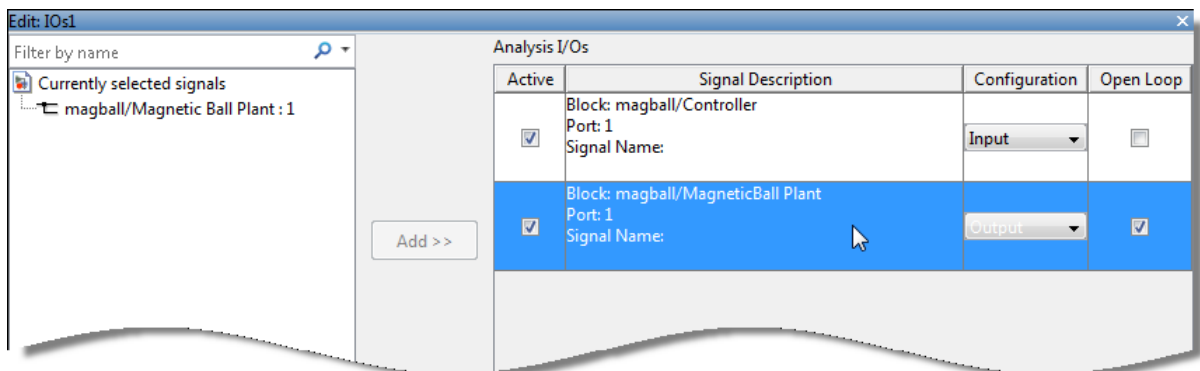 Edit: IOs1
Filter by name
Currently selected signals
magball/Magnetic Ball Plant : 1
Add >>
Analysis I/Os
Active Signal Description Configuration Open Loop
Block: magball/Controller
Port: 1
Signal Name:
Input
Block: magball/MagneticBall Plant
Port: 1
Signal Name:
Output